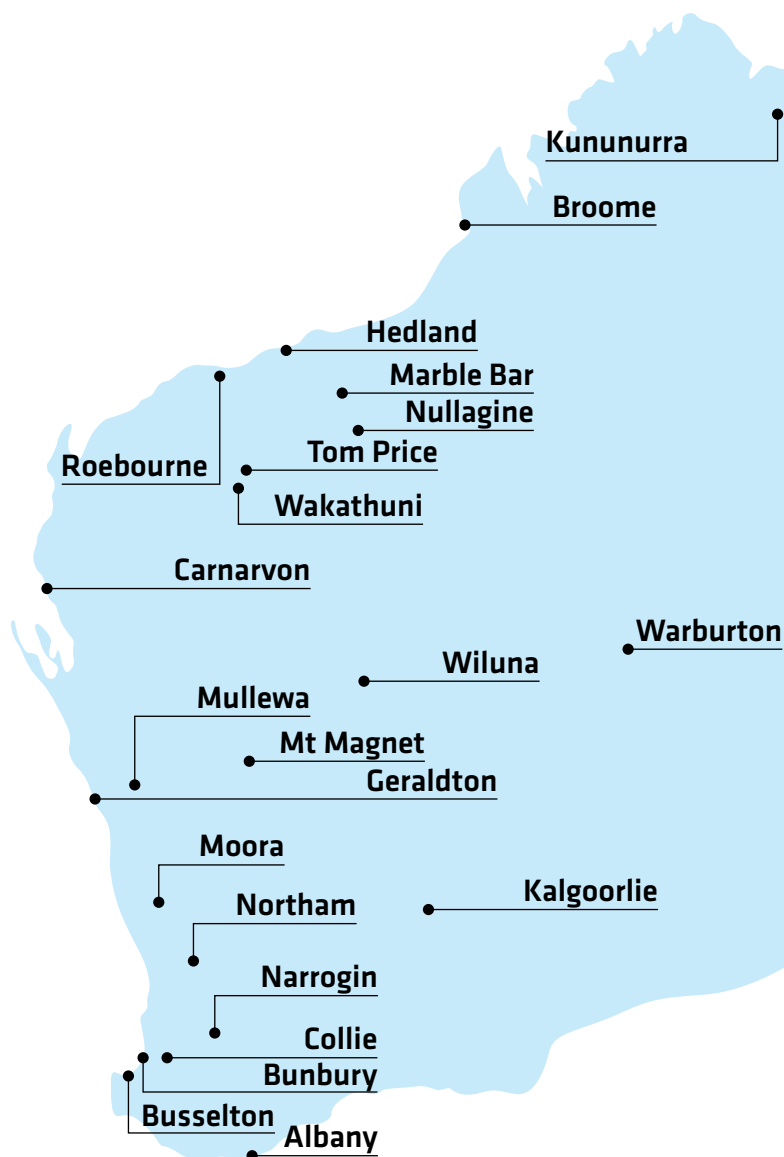 Kununurra
Broome
Hedland
Marble Bar
Nullagine
Tom Price
Roebourne
Wakathuni
Carnarvon
Warburton
Wiluna
Mullewa
Mt Magnet
Geraldton
Moora
Kalgoorlie
Northam
Narrogin
Collie
Bunbury
Busselton
Albany